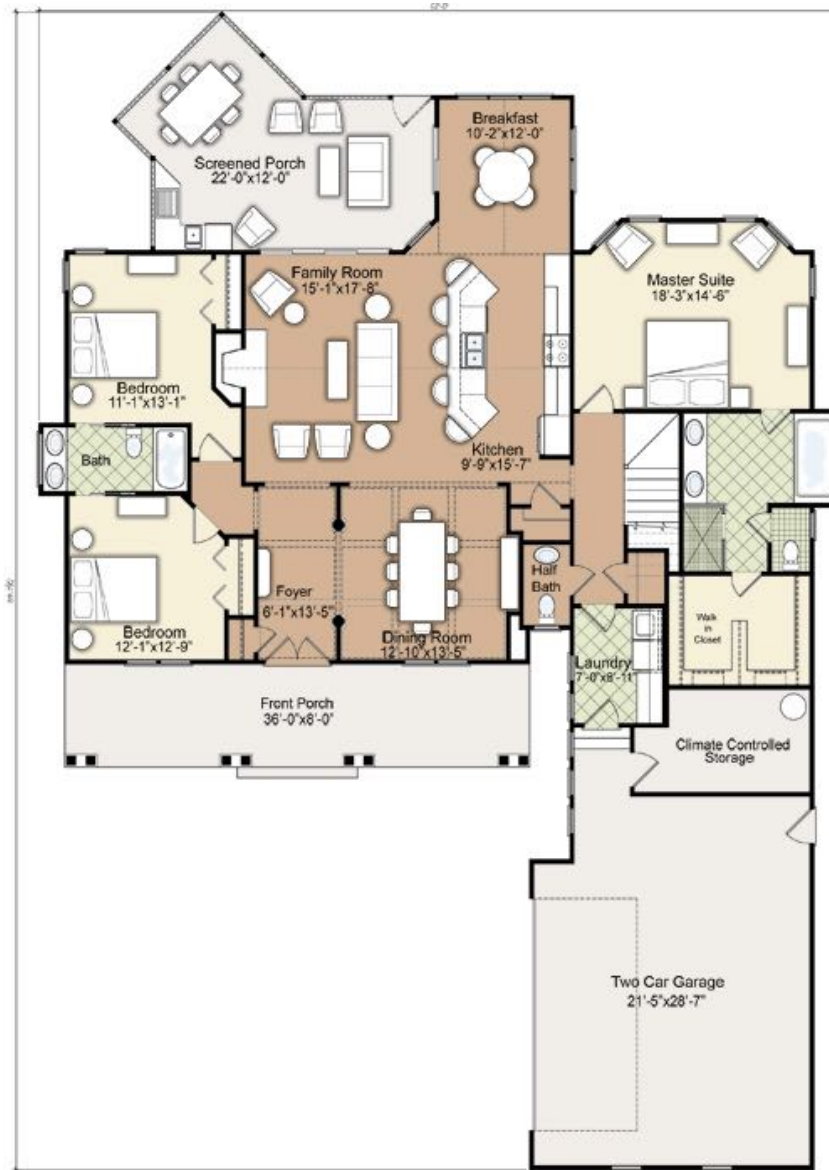 Breakfast
10'-2"x12'-0"
Screened Porch
22'-0"x12'-0"
Family Room
15'-1"x17'-8"
Master Suite
18'-3"x14'-6"
Bedroom
11'-1"x13'-1"
Bath
Kitchen
9'-9"x15'-7"
Half
Bath
Foyer
6'-1"x13'-5"
Bedroom
12'-1"x12'-9"
Dining Room
12'-10"x13'-5"
Walk
in
Closet
Laundry
7'-0"x8'-11"
Front Porch
36'-0"x8'-0"
Climate Controlled
Storage
Two Car Garage
21'-5"x28'-7"